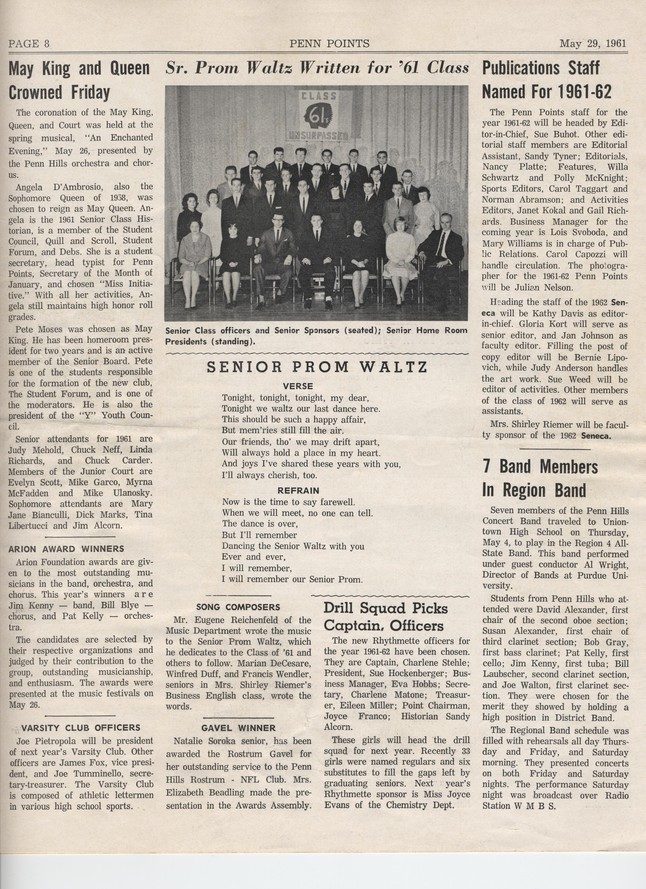 PAGE 8
PENN POINTS
May 29, 1961
May King and Queen
Crowned Friday
The coronation of the May King,
Queen, and Court was held at the
spring musical, "An Enchanted
Evening," May 26, presented by
the Penn Hills orchestra and chor-
us.
Angela D'Ambrosio, also the
Sophomore Queen of 1958, was
chosen to reign as May Queen. An-
gela is the 1961 Senior Class His-
torian, is a member of the Student
Council, Quill and Scroll, Student
Forum, and Debs. She is a student
secretary, head typist for Penn
Points, Secretary of the Month of
January, and chosen "Miss Initia-
tive." With all her activities, An-
gela still maintains high honor roll
grades.
Pete Moses was chosen as May
King. He has been homeroom pres-
ident for two years and is an active
member of the Senior Board. Pete
is one of the students responsible
for the formation of the new club,
The Student Forum, and is one of
the moderators. He is also the
president of the "Y" Youth Coun-
cil.
Senior attendants for 1961 are
Judy Mehold, Chuck Neff, Linda
Richards, and Chuck Carder.
Members of the Junior Court are
Evelyn Scott, Mike Garco, Myrna
McFadden and Mike Ulanosky.
Sophomore attendants are Mary
Jane Bianculli, Dick Marks, Tina
Libertucci and Jim Alcorn.
ARION AWARD WINNERS
Arion Foundation awards are giv-
en to the most outstanding mu-
sicians in the band, orchestra, and
chorus. This year's winners are
Jim Kenny — band, Bill Blye —
chorus, and Pat Kelly — orches-
tra.
The candidates are selected by
their respective organizations and
judged by their contribution to the
group, outstanding musicianship,
and enthusiasm. The awards were
presented at the music festivals on
May 26.
VARSITY CLUB OFFICERS
Joe Pietropola will be president
of next year's Varsity Club. Other
officers are James Fox, vice presi-
dent, and Joe Tumminello, secre-
tary-treasurer. The Varsity Club
is composed of athletic lettermen
in various high school sports.
Sr. Prom Waltz Written for '61 Class
CLASS
61
UNSURPASSED
Senior Class officers and Senior Sponsors (seated); Senior Home Room
Presidents (standing).
SENIOR PROM WALTZ
VERSE
Tonight, tonight, tonight, my dear,
Tonight we waltz our last dance here.
This should be such a happy affair,
But mem'ries still fill the air.
Our friends, tho' we may drift apart,
Will always hold a place in my heart.
And joys I've shared these years with you,
I'll always cherish, too.
REFRAIN
Now is the time to say farewell.
When we will meet, no one can tell.
The dance is over,
But I'll remember
Dancing the Senior Waltz with you
Ever and ever,
I will remember,
I will remember our Senior Prom.
SONG COMPOSERS
Mr. Eugene Reichenfeld of the
Music Department wrote the music
to the Senior Prom Waltz, which
he dedicates to the Class of '61 and
others to follow. Marian DeCesare,
Winfred Duff, and Francis Wendler,
seniors in Mrs. Shirley Riemer's
Business English class, wrote the
words.
GAVEL WINNER
Natalie Soroka senior, has been
awarded the Rostrum Gavel for
her outstanding service to the Penn
Hills Rostrum - NFL Club. Mrs.
Elizabeth Beadling made the pre-
sentation in the Awards Assembly.
Drill Squad Picks
Captain, Officers
The new Rhythmette officers for
the year 1961-62 have been chosen.
They are Captain, Charlene Stehle;
President, Sue Hockenberger; Bus-
iness Manager, Eva Hobbs; Secre-
tary, Charlene Matone; Treasur-
er, Eileen Miller; Point Chairman,
Joyce Franco; Historian Sandy
Alcorn.
These girls will head the drill
squad for next year. Recently 33
girls were named regulars and six
substitutes to fill the gaps left by
graduating seniors. Next year's
Rhythmette sponsor is Miss Joyce
Evans of the Chemistry Dept.
Publications Staff
Named For 1961-62
The Penn Points staff for the
year 1961-62 will be headed by Edi-
tor-in-Chief, Sue Buhot. Other edi-
torial staff members are Editorial
Assistant, Sandy Tyner; Editorials,
Nancy Platte; Features, Willa
Schwartz and Polly McKnight;
Sports Editors, Carol Taggart and
Norman Abramson; and Activities
Editors, Janet Kokal and Gail Rich-
ards. Business Manager for the
coming year is Lois Svoboda, and
Mary Williams is in charge of Pub-
lic Relations. Carol Capozzi will
handle circulation. The photogra-
pher for the 1961-62 Penn Points
will be Julian Nelson.
Heading the staff of the 1962 Sen-
eca will be Kathy Davis as editor-
in-chief. Gloria Kort will serve as
senior editor, and Jan Johnson as
faculty editor. Filling the post of
copy editor will be Bernie Lipo-
vich, while Judy Anderson handles
the art work. Sue Weed will be
editor of activities. Other members
of the class of 1962 will serve as
assistants.
Mrs. Shirley Riemer will be facul-
ty sponsor of the 1962 Seneca.
7 Band Members
In Region Band
Seven members of the Penn Hills
Concert Band traveled to Union-
town High School on Thursday,
May 4, to play in the Region 4 All-
State Band. This band performed
under guest conductor Al Wright,
Director of Bands at Purdue Uni-
versity.
Students from Penn Hills who at-
tended were David Alexander, first
chair of the second oboe section;
Susan Alexander, first chair of
third clarinet section; Bob Gray,
first bass clarinet; Pat Kelly, first
cello; Jim Kenny, first tuba; Bill
Laubscher, second clarinet section,
and Joe Walton, first clarinet sec-
tion. They were chosen for the
merit they showed by holding a
high position in District Band.
The Regional Band schedule was
filled with rehearsals all day Thurs-
day and Friday, and Saturday
morning. They presented concerts
on both Friday and Saturday
nights. The performance Saturday
night was broadcast over Radio
Station W M B S.